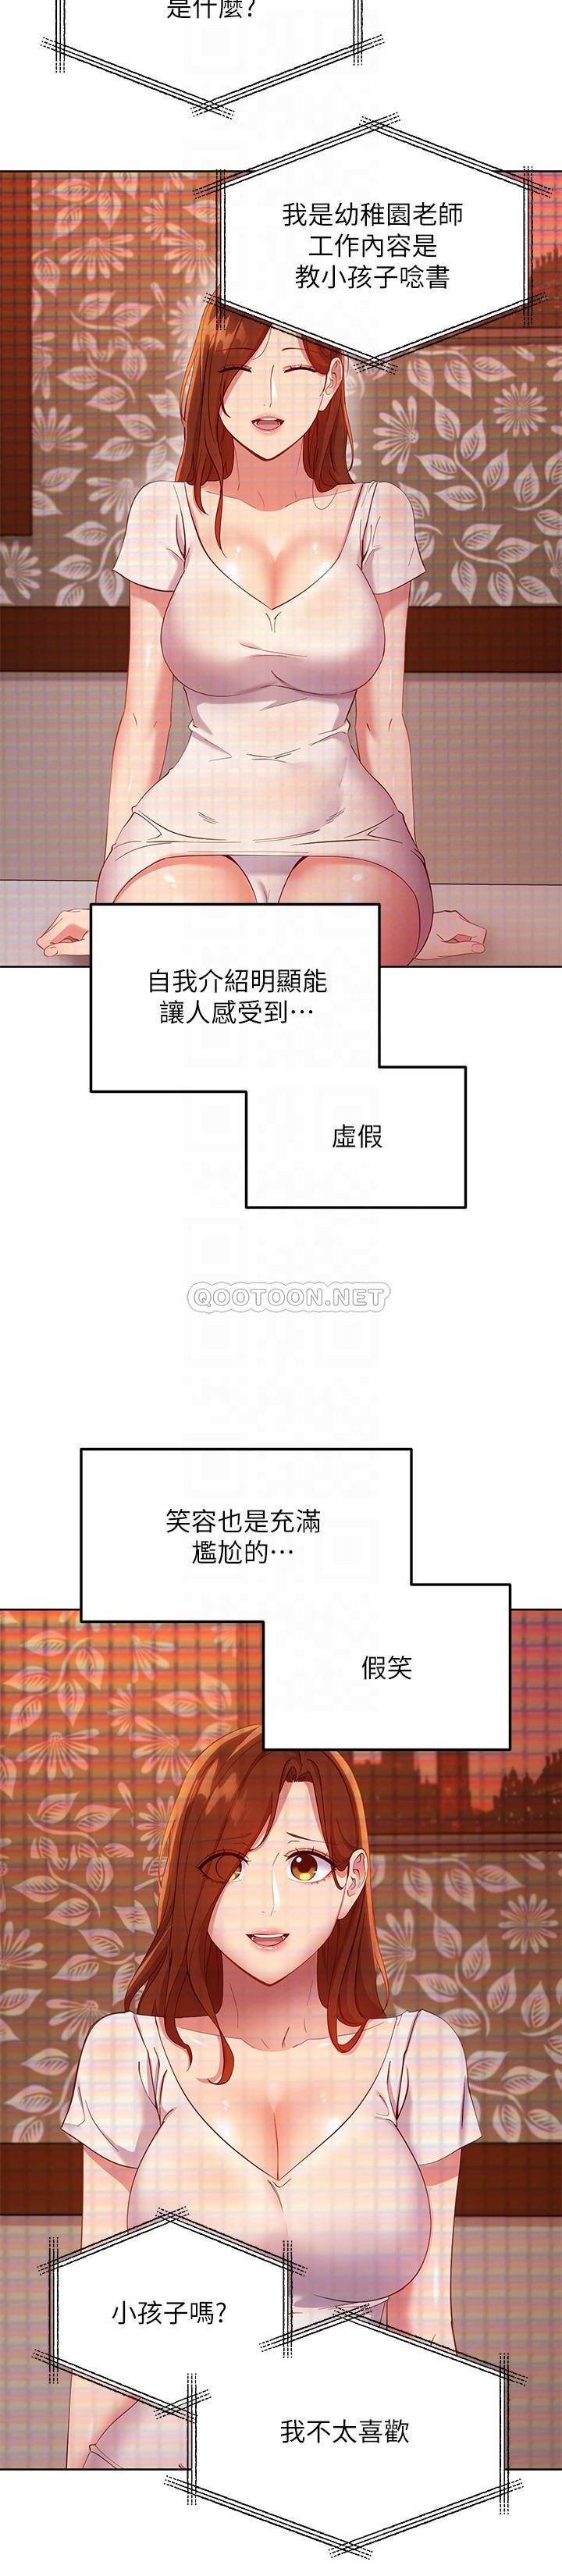 是什麼?
我是幼稚園老師
工作內容是
教小孩子唸書
自我介紹明顯能
讓人感受到…
虛假
QOOTOON.NET
笑容也是充滿
尷尬的…
假笑
小孩子嗎?
我不太喜歡